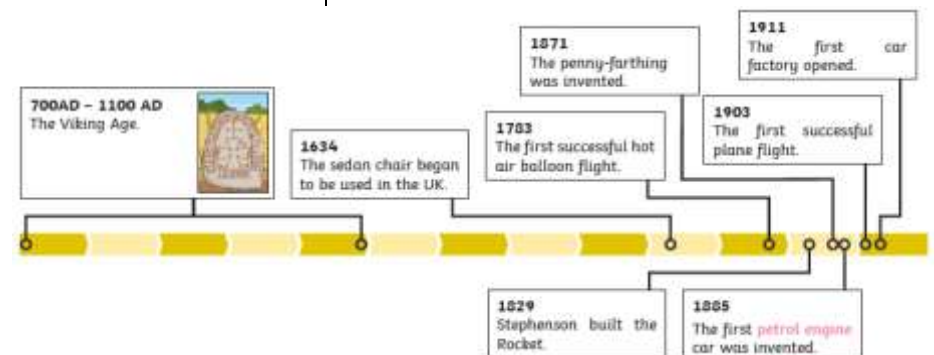 700AD – 1100 AD
The Viking Age.
1634
The sedan chair began
to be used in the UK.
1783
The first successful hot
air balloon flight.
1871
The penny-farthing
was invented.
1903
The first successful
plane flight.
1911
The first car
factory opened.
1829
Stephenson built the
Rocket.
1885
The first petrol engine
car was invented.